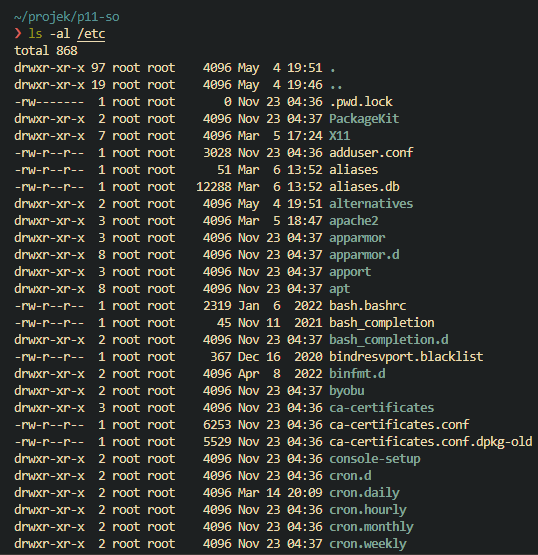 ~/projek/p11-so
❯ ls -al /etc
total 868
drwxr-xr-x 97 root root    4096 May  4 19:51 .
drwxr-xr-x 19 root root    4096 May  4 19:46 ..
-rw-------  1 root root       0 Nov 23 04:36 .pwd.lock
drwxr-xr-x  2 root root    4096 Nov 23 04:37 PackageKit
drwxr-xr-x  7 root root    4096 Mar  5 17:24 X11
-rw-r--r--  1 root root    3028 Nov 23 04:36 adduser.conf
-rw-r--r--  1 root root      51 Mar  6 13:52 aliases
-rw-r--r--  1 root root   12288 Mar  6 13:52 aliases.db
drwxr-xr-x  2 root root    4096 May  4 19:51 alternatives
drwxr-xr-x  3 root root    4096 Mar  5 18:47 apache2
drwxr-xr-x  3 root root    4096 Nov 23 04:37 apparmor
drwxr-xr-x  8 root root    4096 Nov 23 04:37 apparmor.d
drwxr-xr-x  3 root root    4096 Nov 23 04:37 apport
drwxr-xr-x  8 root root    4096 Nov 23 04:37 apt
-rw-r--r--  1 root root    2319 Jan  6  2022 bash.bashrc
-rw-r--r--  1 root root      45 Nov 11  2021 bash_completion
drwxr-xr-x  2 root root    4096 Nov 23 04:37 bash_completion.d
-rw-r--r--  1 root root     367 Dec 16  2020 bindresvport.blacklist
drwxr-xr-x  2 root root    4096 Apr  8  2022 binfmt.d
drwxr-xr-x  2 root root    4096 Nov 23 04:37 byobu
drwxr-xr-x  3 root root    4096 Nov 23 04:36 ca-certificates
-rw-r--r--  1 root root    6253 Nov 23 04:36 ca-certificates.conf
-rw-r--r--  1 root root    5529 Nov 23 04:36 ca-certificates.conf.dpkg-old
drwxr-xr-x  2 root root    4096 Nov 23 04:36 console-setup
drwxr-xr-x  2 root root    4096 Nov 23 04:36 cron.d
drwxr-xr-x  2 root root    4096 Mar 14 20:09 cron.daily
drwxr-xr-x  2 root root    4096 Nov 23 04:36 cron.hourly
drwxr-xr-x  2 root root    4096 Nov 23 04:36 cron.monthly
drwxr-xr-x  2 root root    4096 Nov 23 04:37 cron.weekly